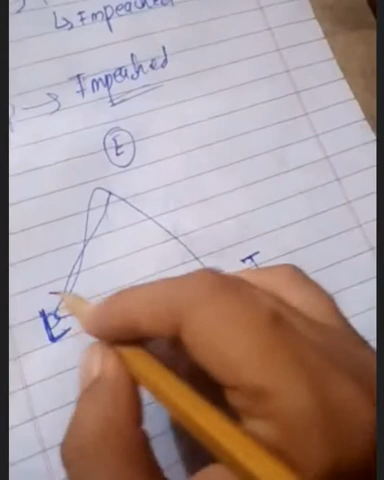 ↳ Impeached
→ Impeached
E
J
L